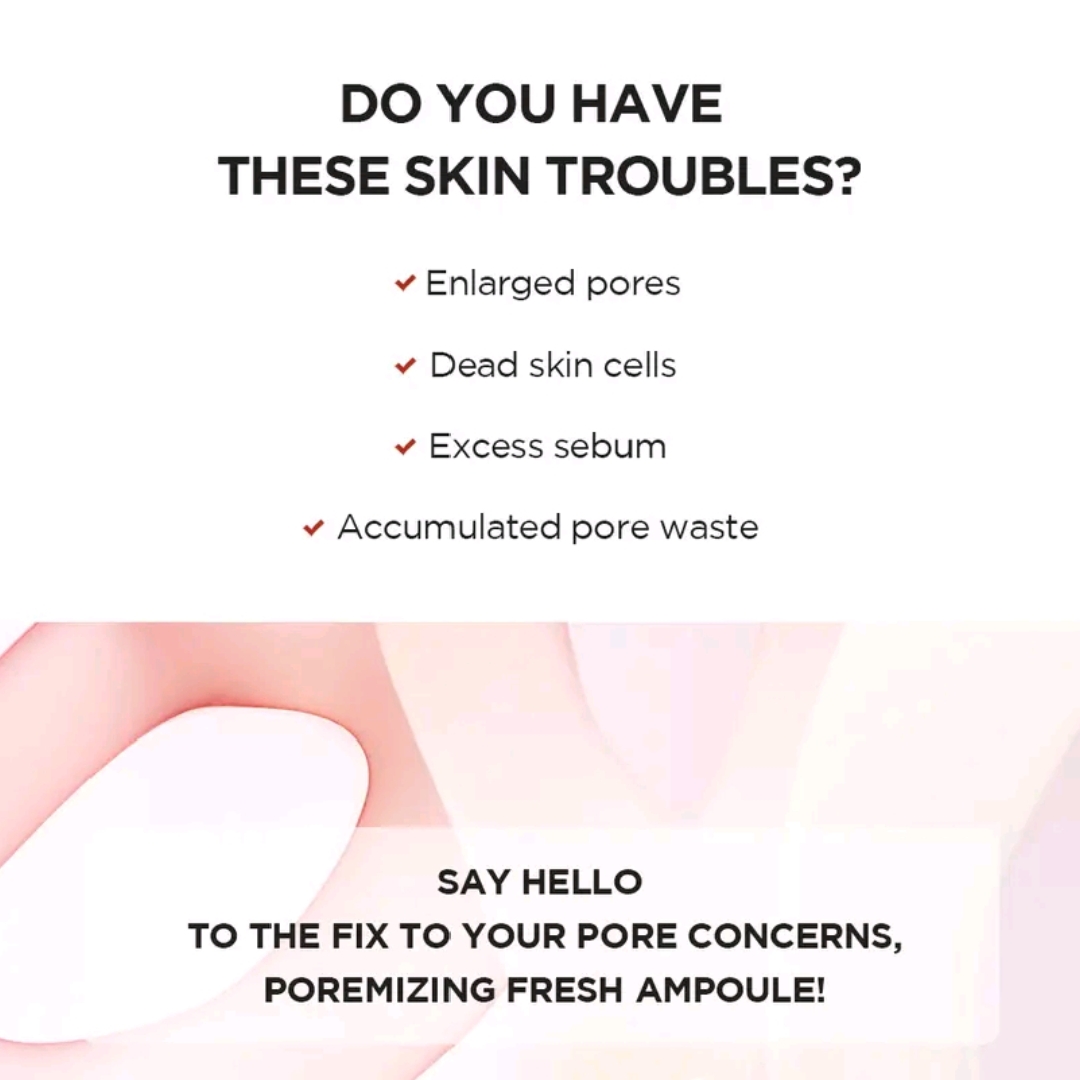 DO YOU HAVE
THESE SKIN TROUBLES?
Enlarged pores
Dead skin cells
Excess sebum
Accumulated pore waste
SAY HELLO
TO THE FIX TO YOUR PORE CONCERNS,
POREMIZING FRESH AMPOULE!